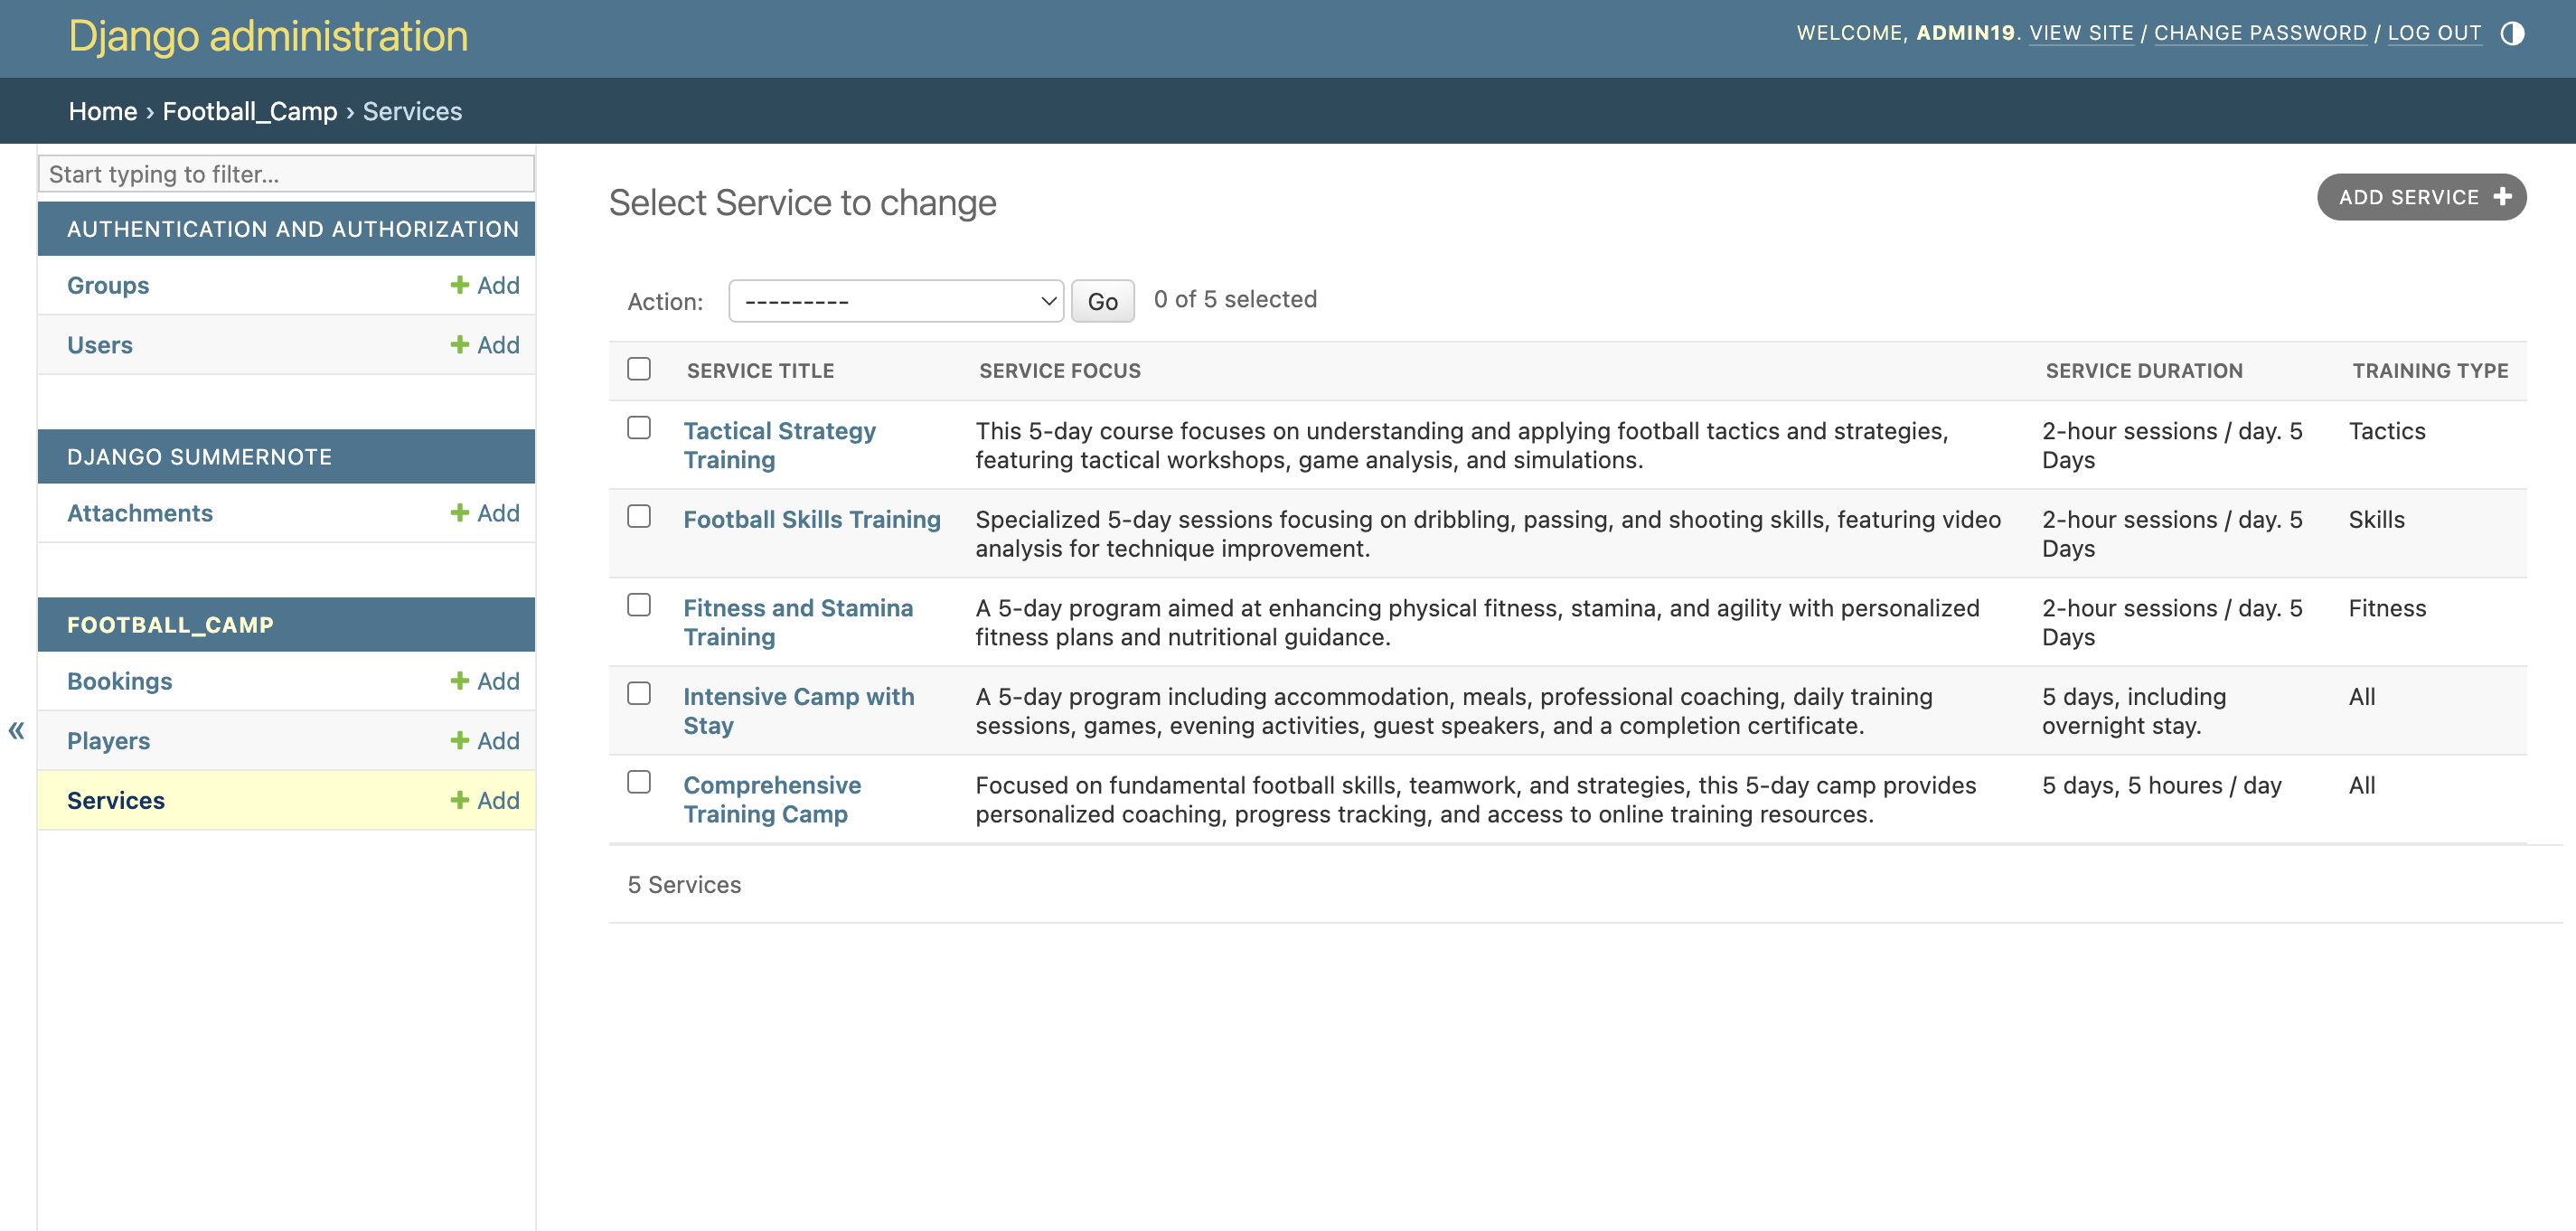 Django administration
WELCOME, ADMIN19. VIEW SITE / CHANGE PASSWORD / LOG OUT
Home › Football_Camp › Services
Start typing to filter...
AUTHENTICATION AND AUTHORIZATION
Groups + Add
Users + Add
DJANGO SUMMERNOTE
Attachments + Add
FOOTBALL_CAMP
Bookings + Add
Players + Add
Services + Add
«
Select Service to change
ADD SERVICE +
Action: --------- Go 0 of 5 selected
SERVICE TITLE SERVICE FOCUS SERVICE DURATION TRAINING TYPE
Tactical Strategy
Training
This 5-day course focuses on understanding and applying football tactics and strategies,
featuring tactical workshops, game analysis, and simulations.
2-hour sessions / day. 5
Days
Tactics
Football Skills Training
Specialized 5-day sessions focusing on dribbling, passing, and shooting skills, featuring video
analysis for technique improvement.
2-hour sessions / day. 5
Days
Skills
Fitness and Stamina
Training
A 5-day program aimed at enhancing physical fitness, stamina, and agility with personalized
fitness plans and nutritional guidance.
2-hour sessions / day. 5
Days
Fitness
Intensive Camp with
Stay
A 5-day program including accommodation, meals, professional coaching, daily training
sessions, games, evening activities, guest speakers, and a completion certificate.
5 days, including
overnight stay.
All
Comprehensive
Training Camp
Focused on fundamental football skills, teamwork, and strategies, this 5-day camp provides
personalized coaching, progress tracking, and access to online training resources.
5 days, 5 houres / day
All
5 Services